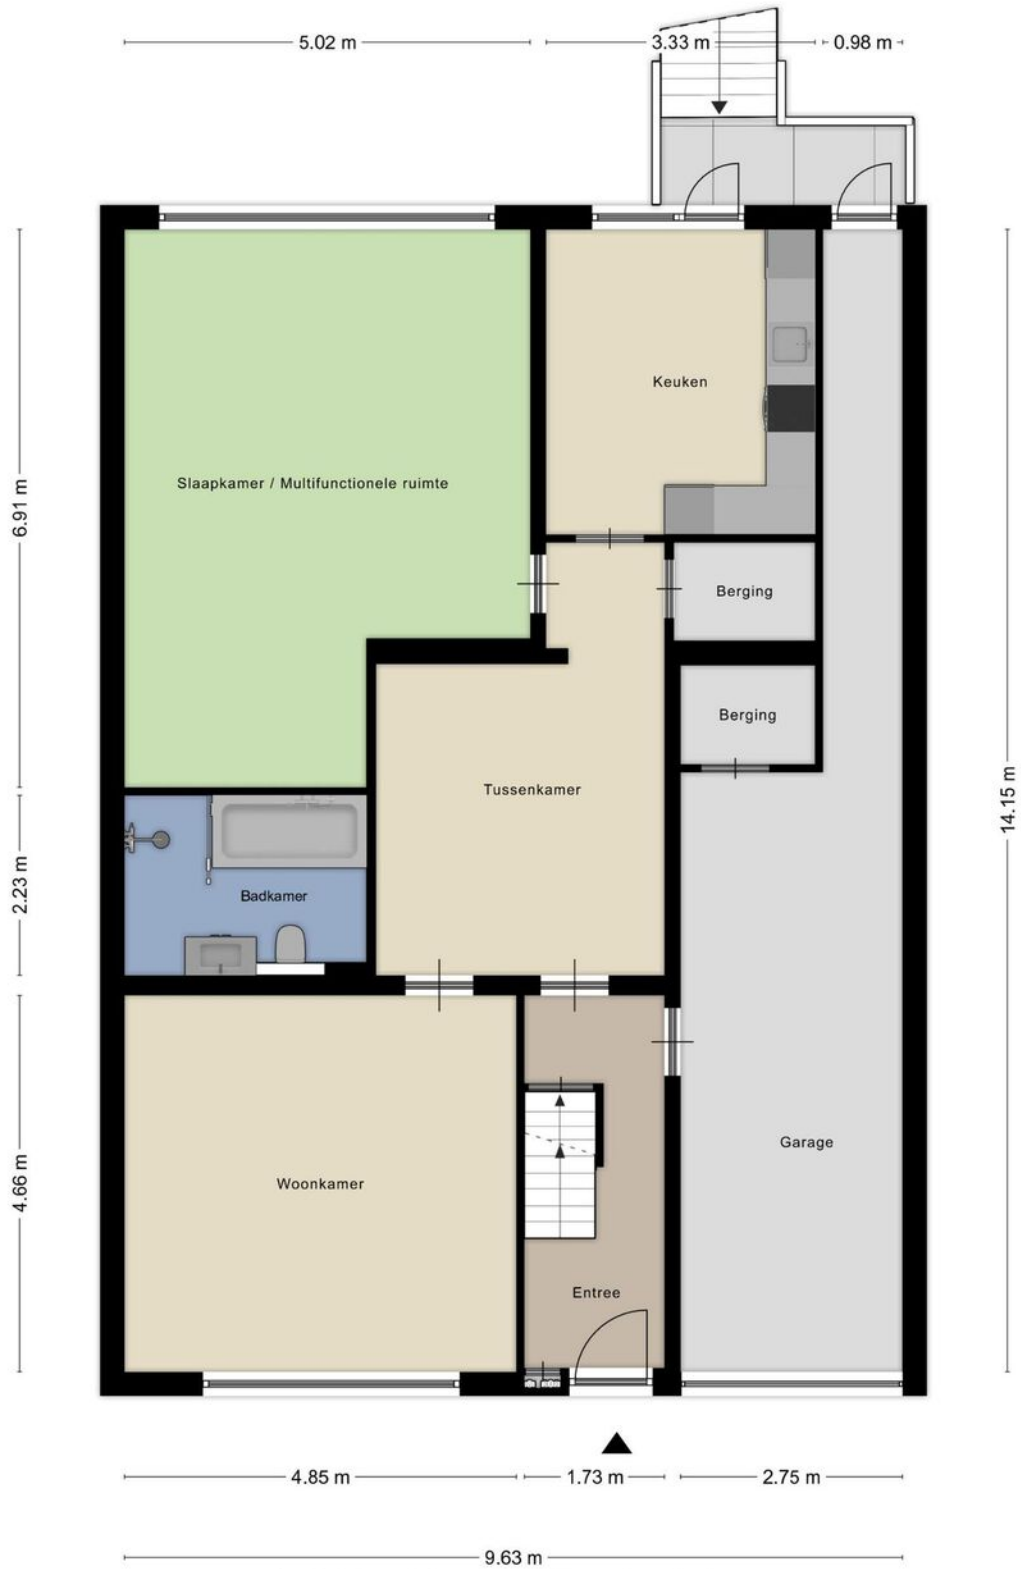 5.02 m
3.33 m
0.98 m
Keuken
Slaapkamer / Multifunctionele ruimte
6.91 m
Berging
Berging
Tussenkamer
14.15 m
2.23 m
Badkamer
Garage
4.66 m
Woonkamer
Entree
4.85 m
1.73 m
2.75 m
9.63 m